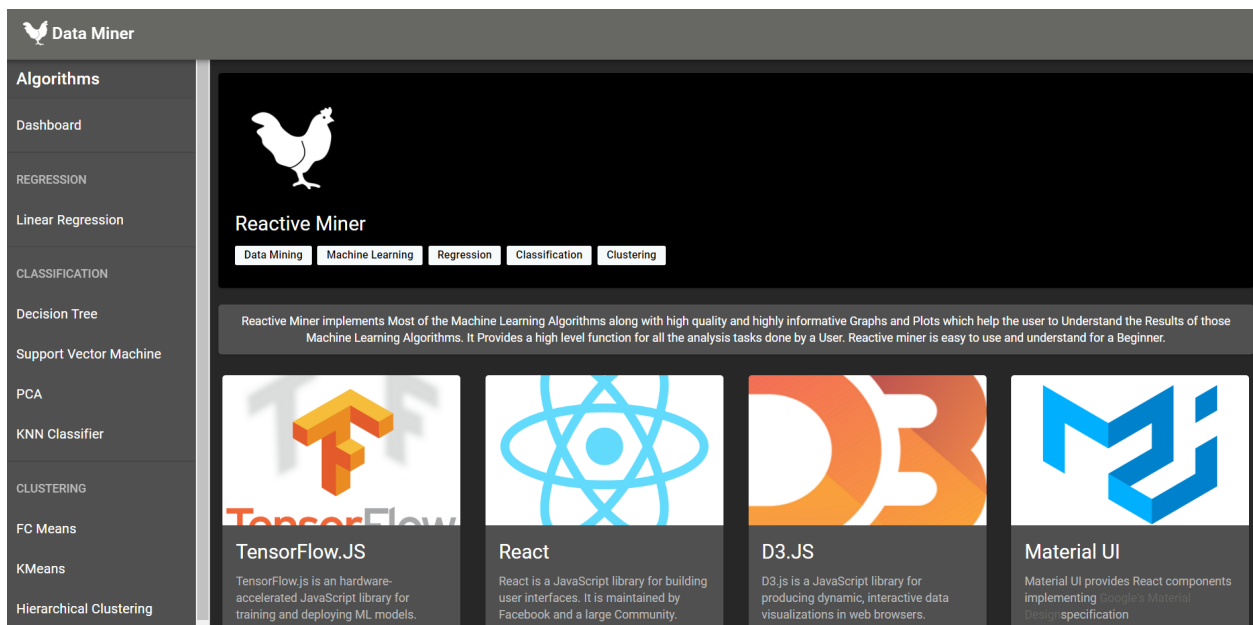 Data Miner
Algorithms
Dashboard
REGRESSION
Linear Regression
CLASSIFICATION
Decision Tree
Support Vector Machine
PCA
KNN Classifier
CLUSTERING
FC Means
KMeans
Hierarchical Clustering
Reactive Miner
Data Mining Machine Learning Regression Classification Clustering
Reactive Miner implements Most of the Machine Learning Algorithms along with high quality and highly informative Graphs and Plots which help the user to Understand the Results of those
Machine Learning Algorithms. It Provides a high level function for all the analysis tasks done by a User. Reactive miner is easy to use and understand for a Beginner.
TensorFlow
TensorFlow.JS
TensorFlow.js is an hardware-
accelerated JavaScript library for
training and deploying ML models.
React
React is a JavaScript library for building
user interfaces. It is maintained by
Facebook and a large Community.
D3.JS
D3.js is a JavaScript library for
producing dynamic, interactive data
visualizations in web browsers.
Material UI
Material UI provides React components
implementing Google's Material
Designspecification